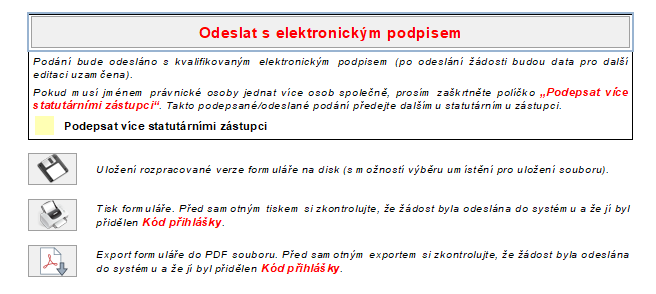 Odeslat s elektronickým podpisem
Podání bude odesláno s kvalifikovaným elektronickým podpisem (po odeslání žádosti budou data pro další
editaci uzamčena).
Pokud musí jménem právnické osoby jednat více osob společně, prosím zaškrtněte políčko „Podepsat více
statutárními zástupci“. Takto podepsané/odeslané podání předejte dalšímu statutárnímu zástupci.
Podepsat více statutárními zástupci
Uložení rozpracované verze formuláře na disk (s možností výběru umístění pro uložení souboru).
Tisk formuláře. Před samotným tiskem si zkontrolujte, že žádost byla odeslána do systému a že jí byl
přidělen Kód přihlášky.
Export formuláře do PDF souboru. Před samotným exportem si zkontrolujte, že žádost byla odeslána
do systému a že jí byl přidělen Kód přihlášky.